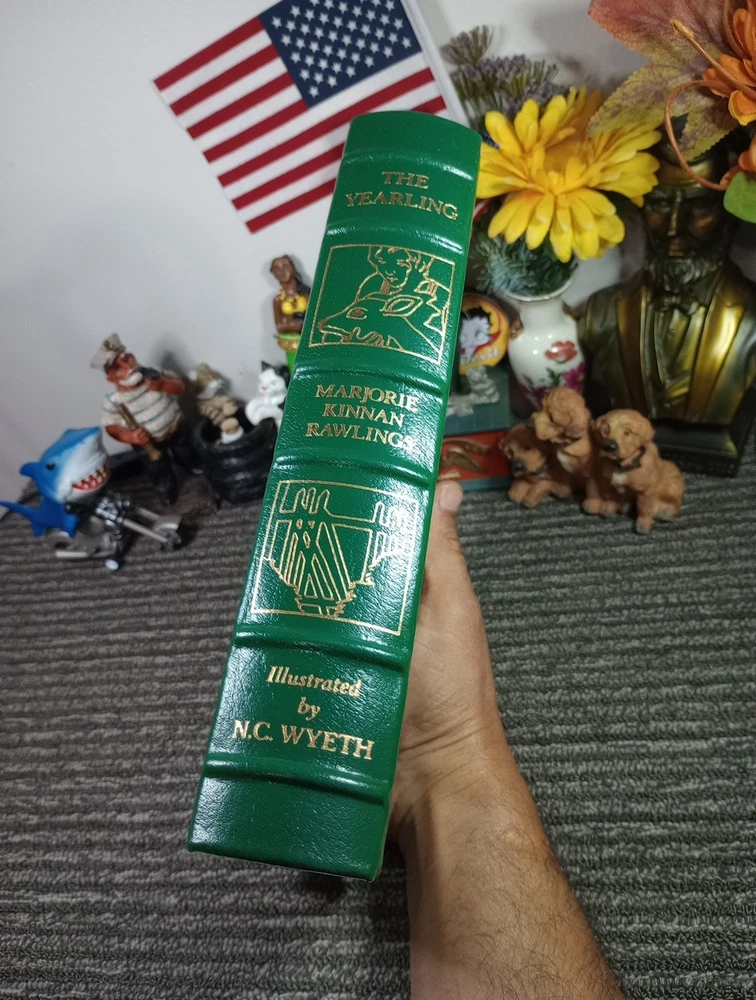 THE
YEARLING
MARJORIE
KINNAN
RAWLINGS
Illustrated
by
N.C. WYETH